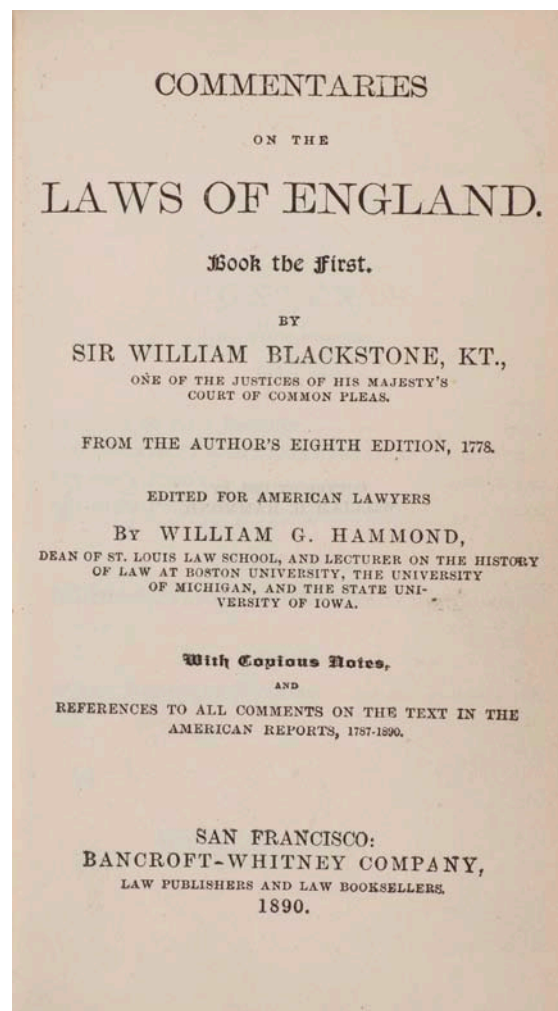 COMMENTARIES
ON THE
LAWS OF ENGLAND.
Book the First.
BY
SIR WILLIAM BLACKSTONE, KT.,
ONE OF THE JUSTICES OF HIS MAJESTY'S
COURT OF COMMON PLEAS.
FROM THE AUTHOR'S EIGHTH EDITION, 1778.
EDITED FOR AMERICAN LAWYERS
BY WILLIAM G. HAMMOND,
DEAN OF ST. LOUIS LAW SCHOOL, AND LECTURER ON THE HISTORY
OF LAW AT BOSTON UNIVERSITY, THE UNIVERSITY
OF MICHIGAN, AND THE STATE UNI-
VERSITY OF IOWA.
With Copious Notes,
AND
REFERENCES TO ALL COMMENTS ON THE TEXT IN THE
AMERICAN REPORTS, 1787-1890.
SAN FRANCISCO:
BANCROFT-WHITNEY COMPANY,
LAW PUBLISHERS AND LAW BOOKSELLERS.
1890.